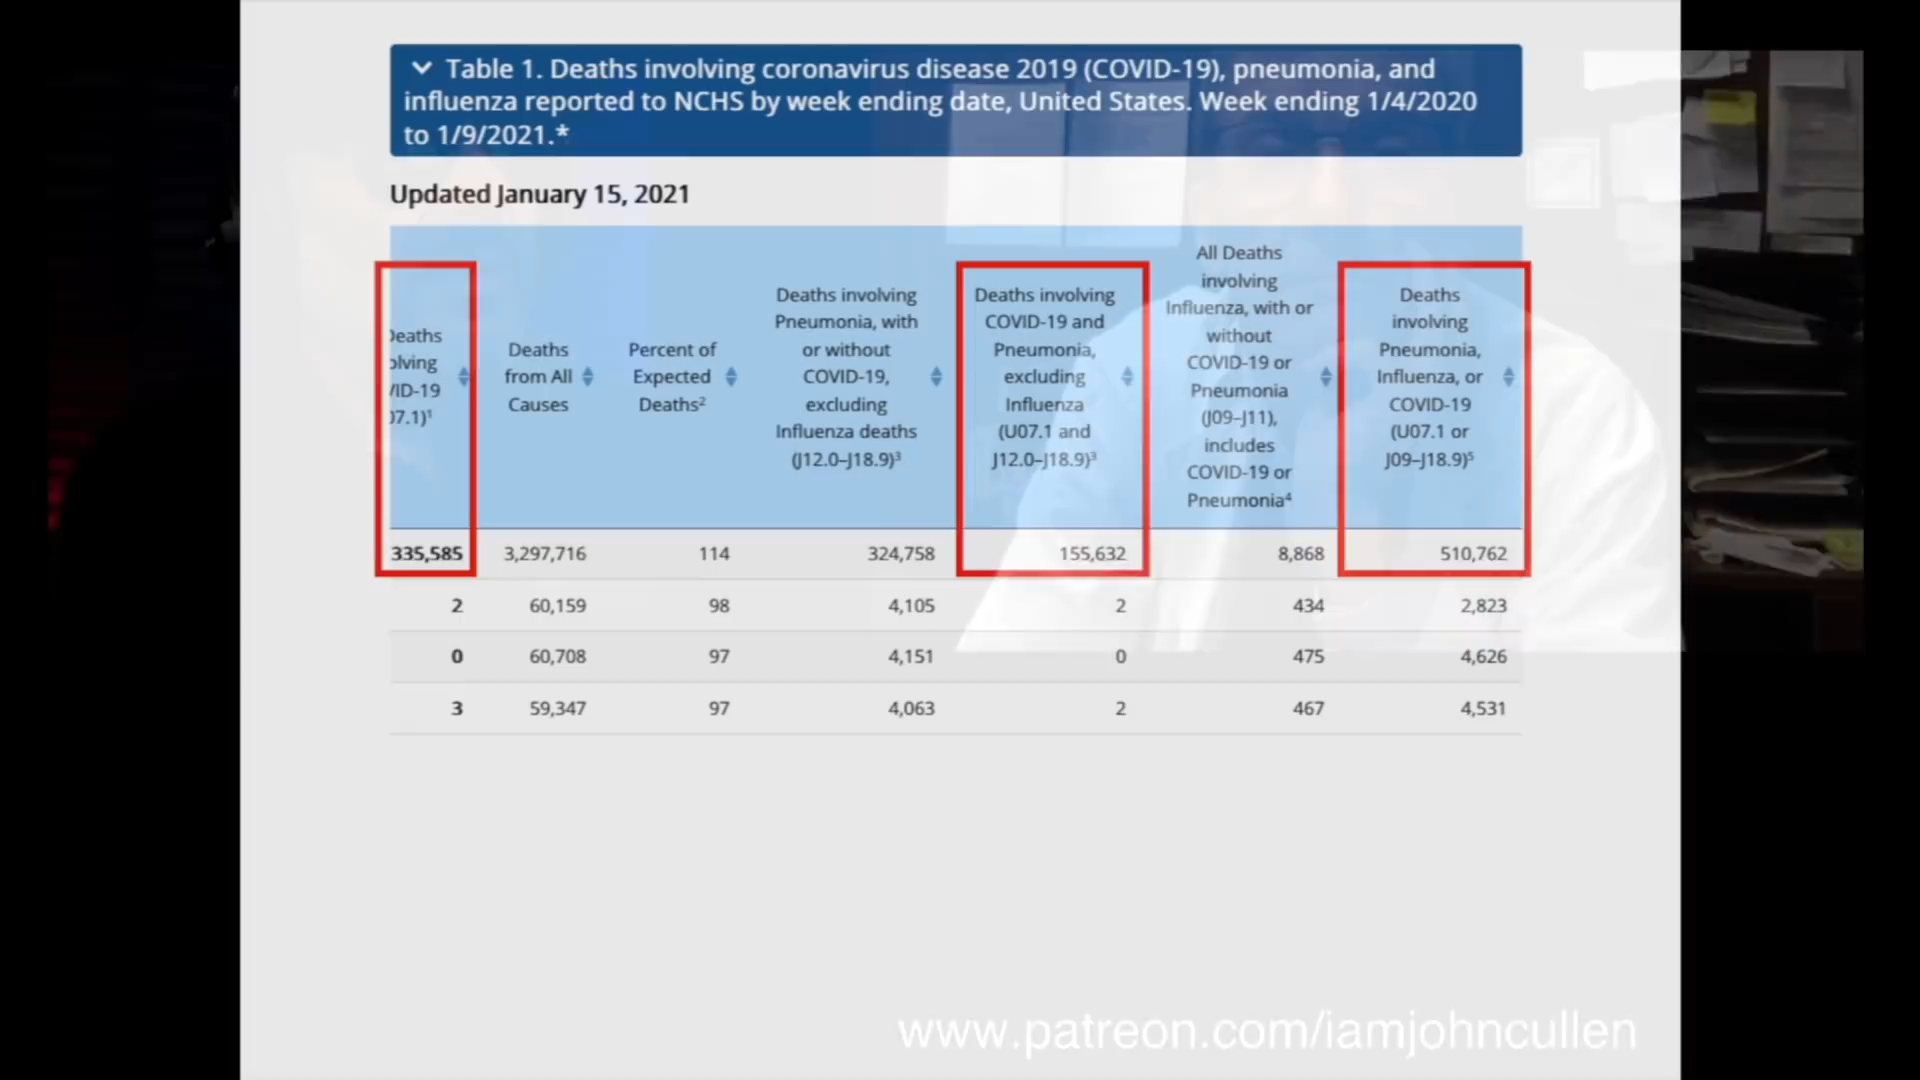 Table 1. Deaths involving coronavirus disease 2019 (COVID-19), pneumonia, and
influenza reported to NCHS by week ending date, United States. Week ending 1/4/2020
to 1/9/2021.*
Updated January 15, 2021
Deaths
olving
/ID-19
07.1)¹
Deaths
from All
Causes
Percent of
Expected
Deaths²
Deaths involving
Pneumonia, with
or without
COVID-19,
excluding
Influenza deaths
(J12.0–J18.9)³
Deaths involving
COVID-19 and
Pneumonia,
excluding
Influenza
(U07.1 and
J12.0–J18.9)³
All Deaths
involving
Influenza, with or
without
COVID-19 or
Pneumonia
(J09–J11),
includes
COVID-19 or
Pneumonia⁴
Deaths
involving
Pneumonia,
Influenza, or
COVID-19
(U07.1 or
J09–J18.9)⁵
335,585 3,297,716 114 324,758 155,632 8,868 510,762
2 60,159 98 4,105 2 434 2,823
0 60,708 97 4,151 0 475 4,626
3 59,347 97 4,063 2 467 4,531
www.patreon.com/iamjohncullen